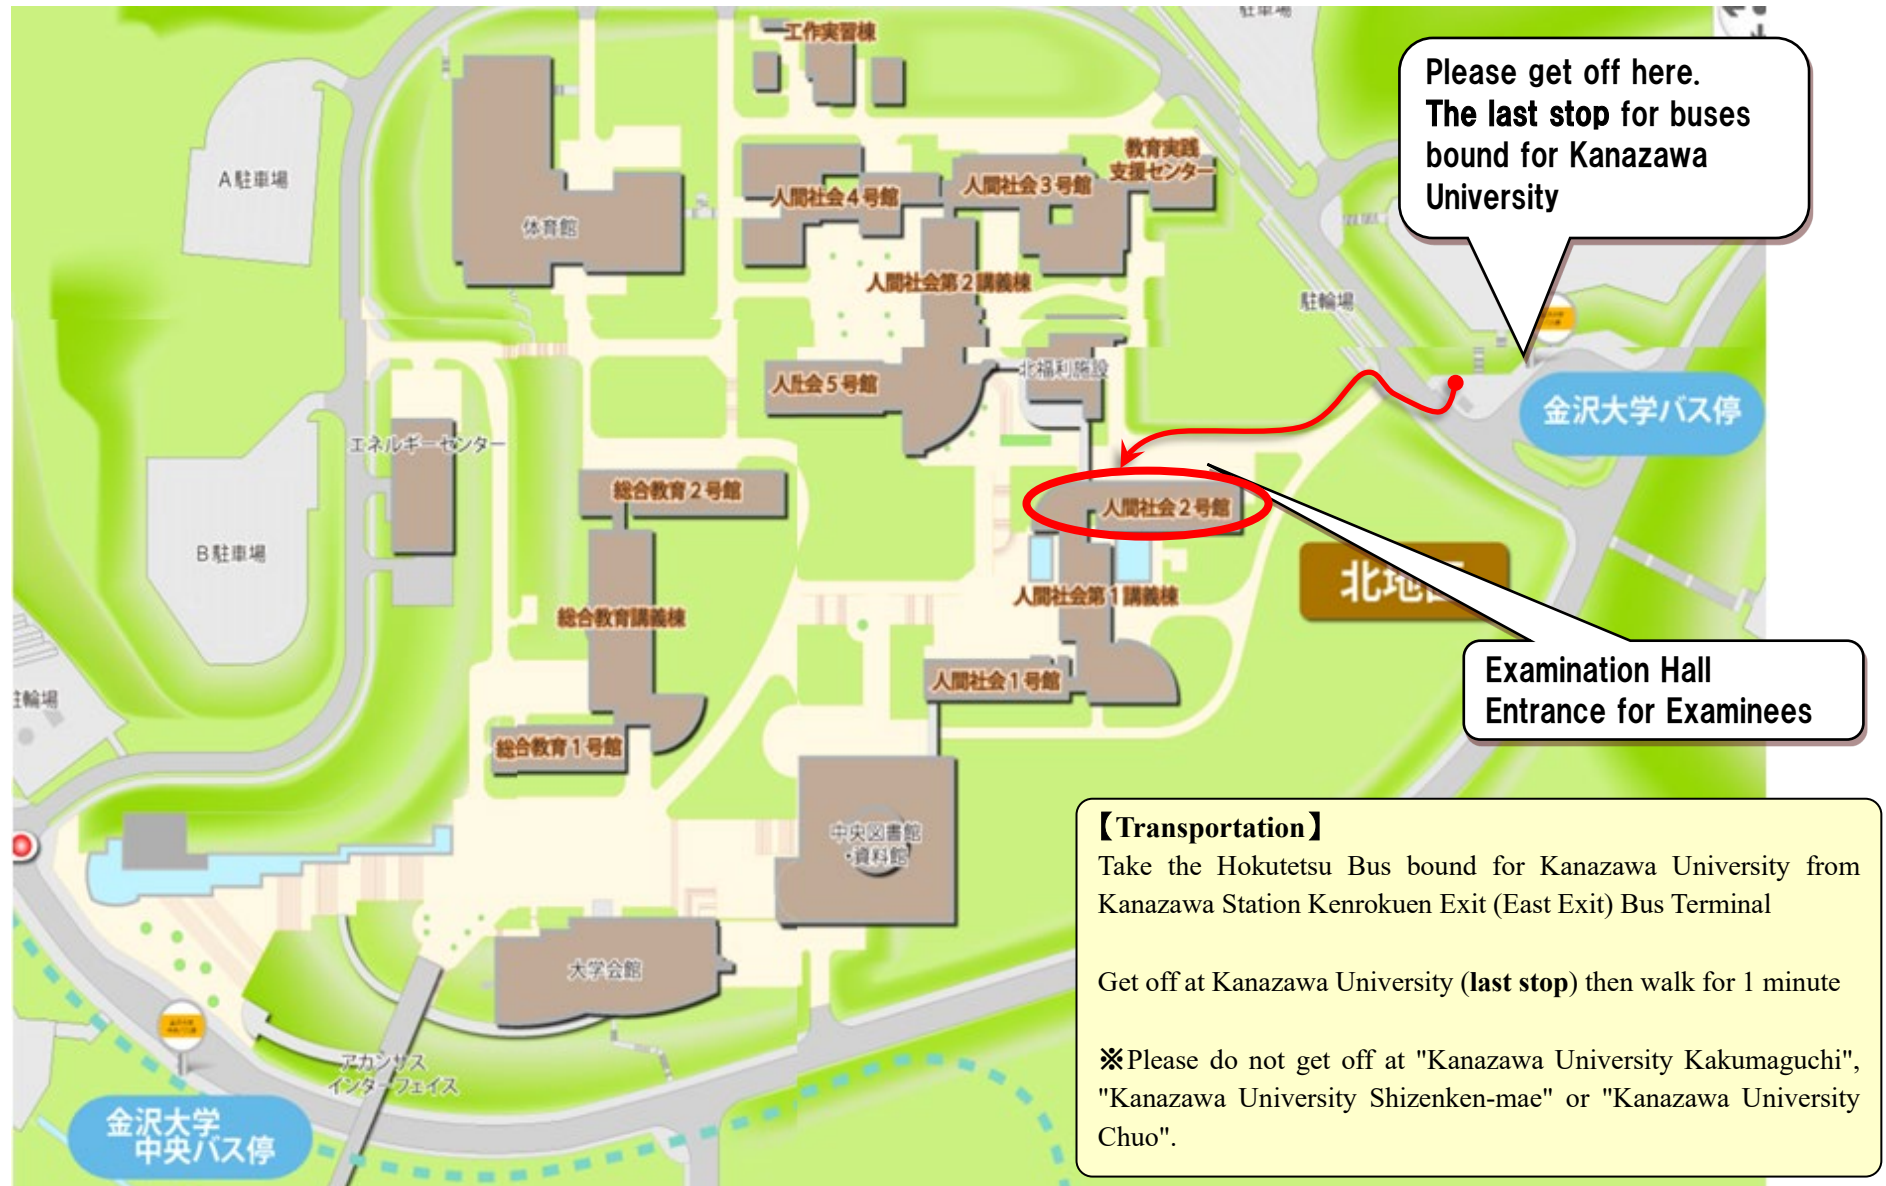 駐車場
工作実習棟
Please get off here.
The last stop for buses
bound for Kanazawa
University
教育実践
支援センター
A駐車場
人間社会4号館
人間社会3号館
体育館
人間社会第2講義棟
駐輪場
北福利施設
人社会5号館
金沢大学バス停
エネルギーセンター
総合教育2号館
人間社会2号館
B駐車場
北地
人間社会第1講義棟
総合教育講義棟
Examination Hall
Entrance for Examinees
人間社会1号館
駐輪場
総合教育1号館
中央図書館
・資料館
【Transportation】
Take the Hokutetsu Bus bound for Kanazawa University from
Kanazawa Station Kenrokuen Exit (East Exit) Bus Terminal
Get off at Kanazawa University (last stop) then walk for 1 minute
※Please do not get off at "Kanazawa University Kakumaguchi",
"Kanazawa University Shizenken-mae" or "Kanazawa University
Chuo".
大学会館
アカンサス
インターフェイス
金沢大学
中央バス停